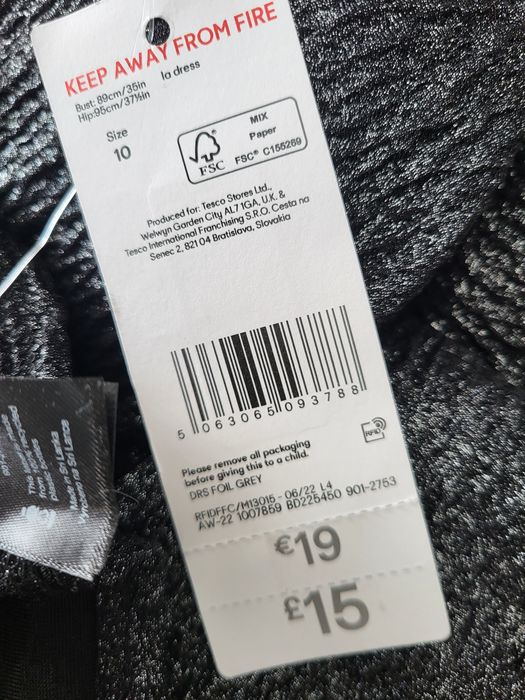 KEEP AWAY FROM FIRE
Bust: 89cm/35in la dress
Hip:95cm/37½in
Size
10
FSC
MIX
Paper
FSC® C155269
Produced for: Tesco Stores Ltd.,
Welwyn Garden City AL7 1GA, U.K. &
Tesco International Franchising S.R.O. Cesta na
Senec 2, 821 04 Bratislava, Slovakia
5 063065 093788
RFID
Please remove all packaging
before giving this to a child.
DRS FOIL GREY
RFIDFFC/M13015 - 06/22 L4
AW-22 1007859 BD225450 901-2753
€19
£15